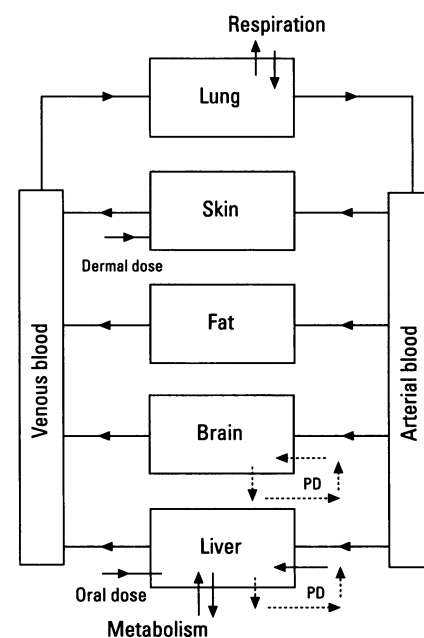 Respiration
Lung
Skin
Dermal dose
Fat
Venous blood
Arterial blood
Brain
PD
Liver
PD
Oral dose
Metabolism